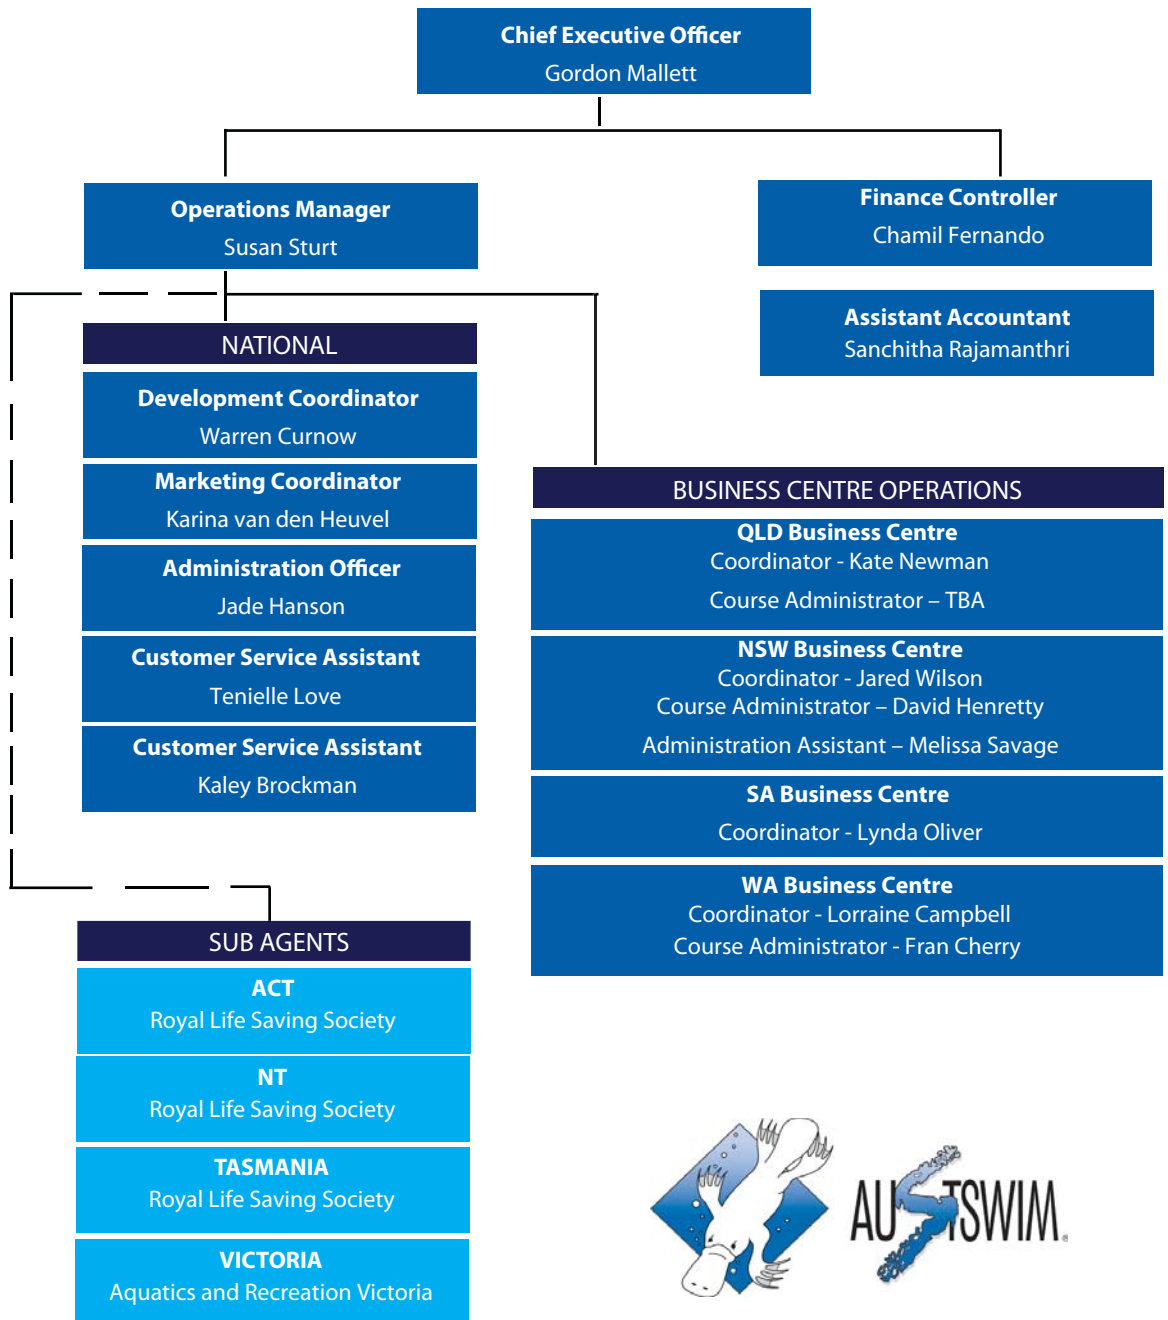 Chief Executive Officer
Gordon Mallett
Operations Manager
Susan Sturt
Finance Controller
Chamil Fernando
Assistant Accountant
Sanchitha Rajamanthri
NATIONAL
Development Coordinator
Warren Curnow
Marketing Coordinator
Karina van den Heuvel
Administration Officer
Jade Hanson
Customer Service Assistant
Tenielle Love
Customer Service Assistant
Kaley Brockman
BUSINESS CENTRE OPERATIONS
QLD Business Centre
Coordinator - Kate Newman
Course Administrator – TBA
NSW Business Centre
Coordinator - Jared Wilson
Course Administrator – David Henretty
Administration Assistant – Melissa Savage
SA Business Centre
Coordinator - Lynda Oliver
WA Business Centre
Coordinator - Lorraine Campbell
Course Administrator - Fran Cherry
SUB AGENTS
ACT
Royal Life Saving Society
NT
Royal Life Saving Society
TASMANIA
Royal Life Saving Society
VICTORIA
Aquatics and Recreation Victoria
AUSTSWIM®